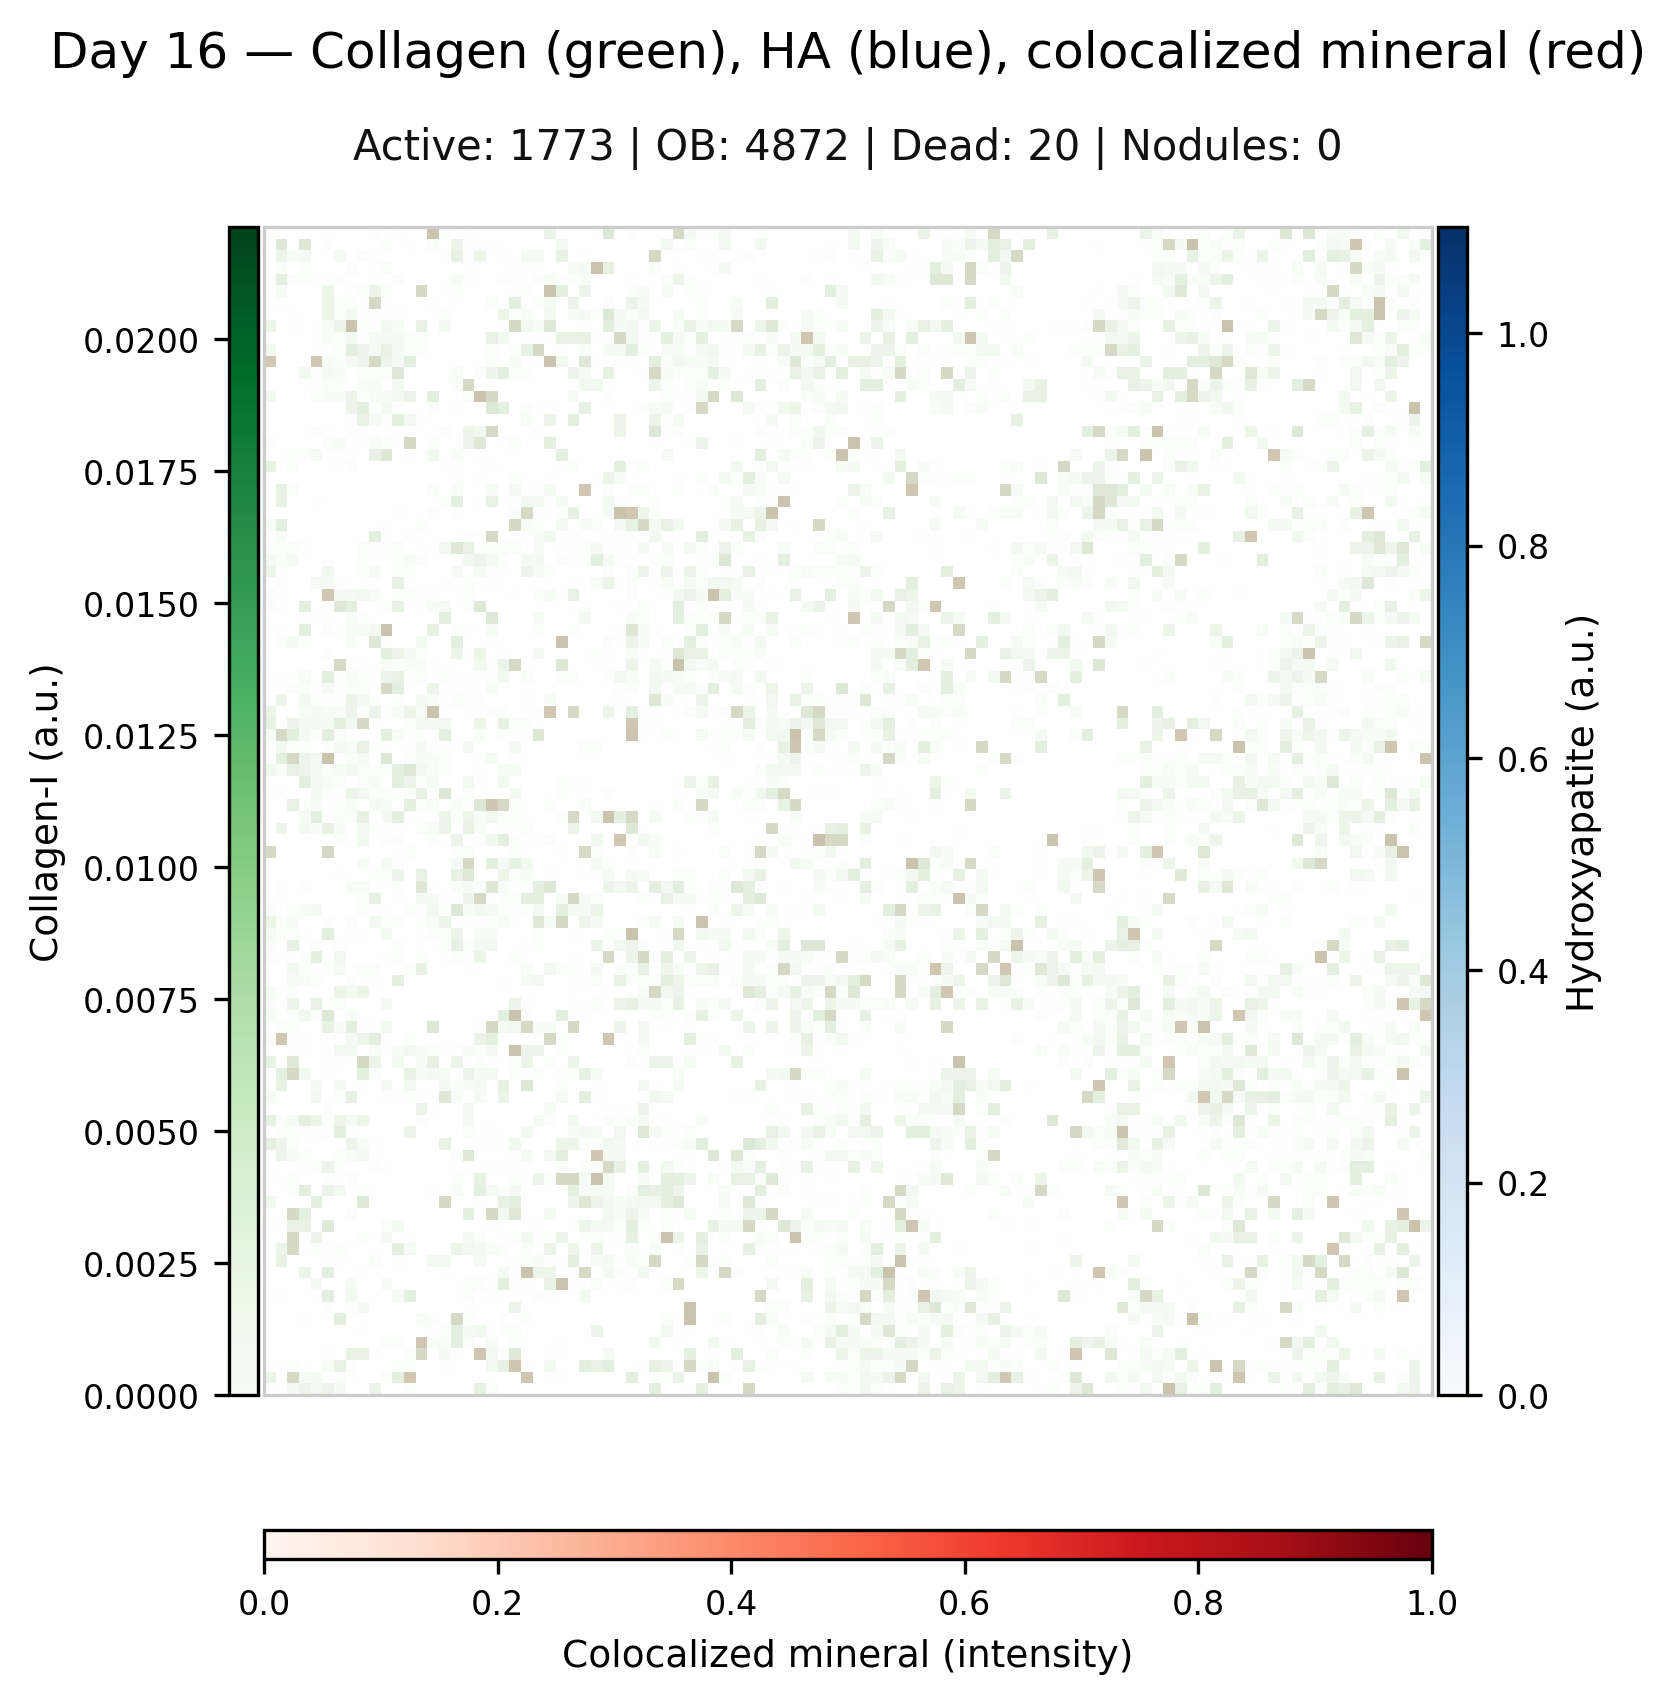 Day 16 — Collagen (green), HA (blue), colocalized mineral (red)
Active: 1773 | OB: 4872 | Dead: 20 | Nodules: 0
Collagen-I (a.u.)
0.0200
0.0175
0.0150
0.0125
0.0100
0.0075
0.0050
0.0025
0.0000
1.0
0.8
0.6
0.4
0.2
0.0
Hydroxyapatite (a.u.)
0.0 0.2 0.4 0.6 0.8 1.0
Colocalized mineral (intensity)